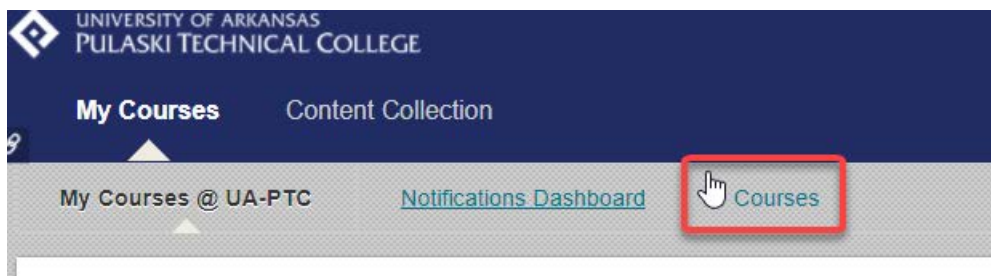 UNIVERSITY OF ARKANSAS
PULASKI TECHNICAL COLLEGE
My Courses Content Collection
My Courses @ UA-PTC Notifications Dashboard Courses